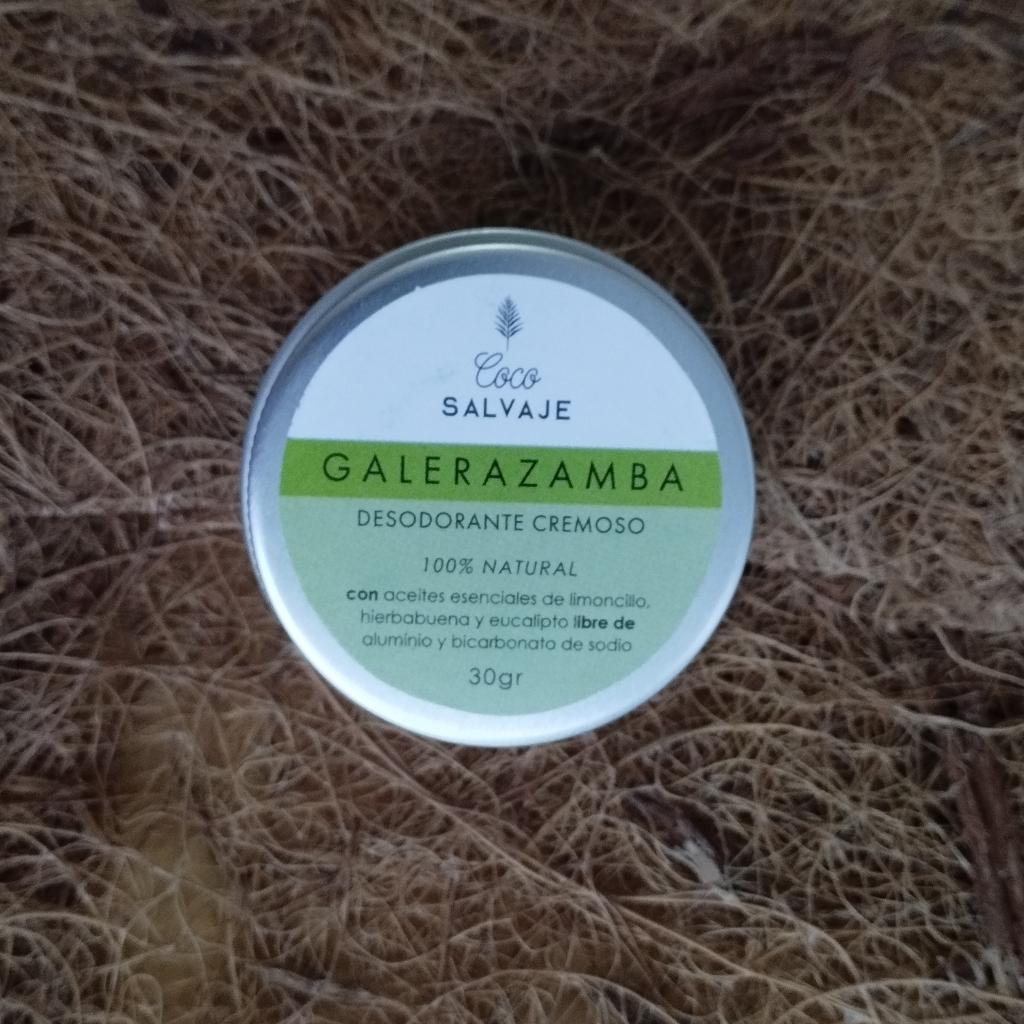 Coco
SALVAJE
GALERAZAMBA
DESODORANTE CREMOSO
100% NATURAL
con aceites esenciales de limoncillo,
hierbabuena y eucalipto libre de
aluminio y bicarbonato de sodio
30gr